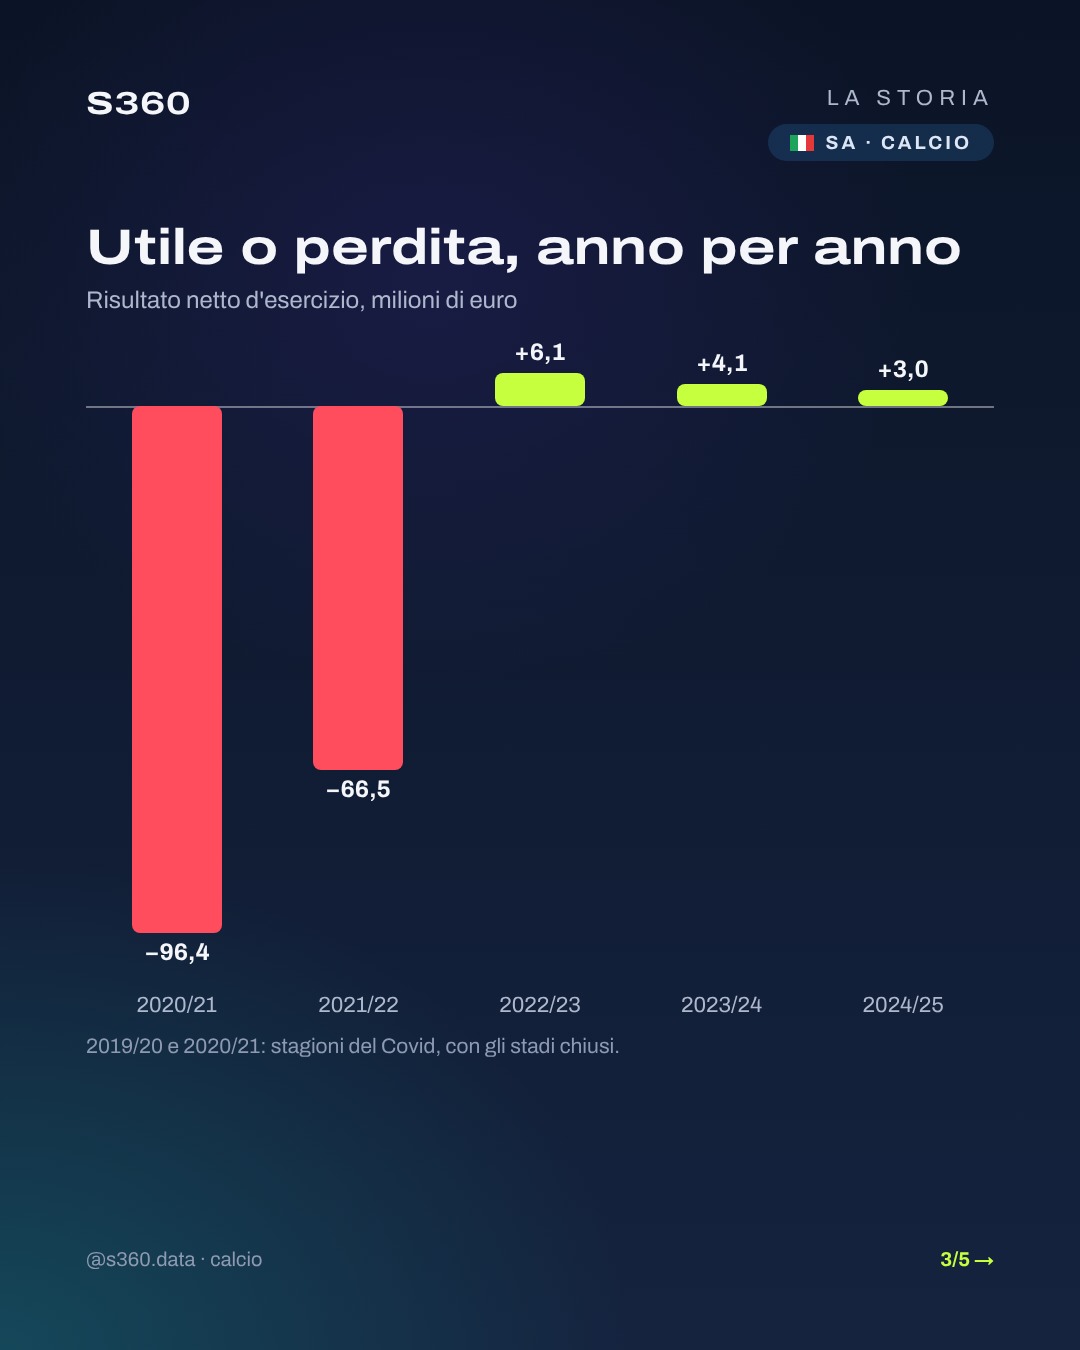 S360
LA STORIA
SA · CALCIO
Utile o perdita, anno per anno
Risultato netto d'esercizio, milioni di euro
+6,1
+4,1
+3,0
−66,5
−96,4
2020/21
2021/22
2022/23
2023/24
2024/25
2019/20 e 2020/21: stagioni del Covid, con gli stadi chiusi.
@s360.data · calcio
3/5 →